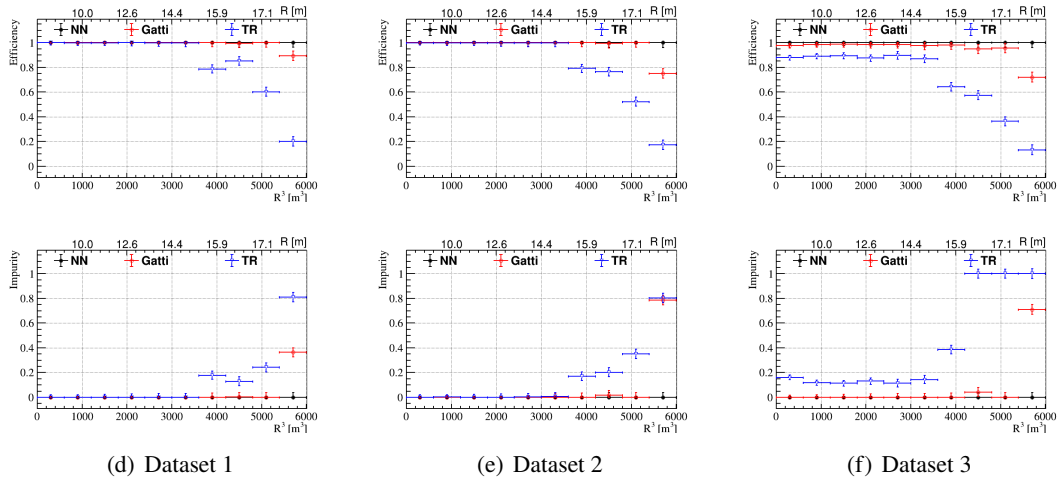 10.0 12.6 14.4 15.9 17.1 R [m]
Efficiency
NN Gatti TR
1
0.8
0.6
0.4
0.2
0
0 1000 2000 3000 4000 5000 6000
R³ [m³]
10.0 12.6 14.4 15.9 17.1 R [m]
Efficiency
NN Gatti TR
1
0.8
0.6
0.4
0.2
0
0 1000 2000 3000 4000 5000 6000
R³ [m³]
10.0 12.6 14.4 15.9 17.1 R [m]
Efficiency
NN Gatti TR
1
0.8
0.6
0.4
0.2
0
0 1000 2000 3000 4000 5000 6000
R³ [m³]
10.0 12.6 14.4 15.9 17.1 R [m]
Impurity
NN Gatti TR
1
0.8
0.6
0.4
0.2
0
0 1000 2000 3000 4000 5000 6000
R³ [m³]
(d) Dataset 1
10.0 12.6 14.4 15.9 17.1 R [m]
Impurity
NN Gatti TR
1
0.8
0.6
0.4
0.2
0
0 1000 2000 3000 4000 5000 6000
R³ [m³]
(e) Dataset 2
10.0 12.6 14.4 15.9 17.1 R [m]
Impurity
NN Gatti TR
1
0.8
0.6
0.4
0.2
0
0 1000 2000 3000 4000 5000 6000
R³ [m³]
(f) Dataset 3